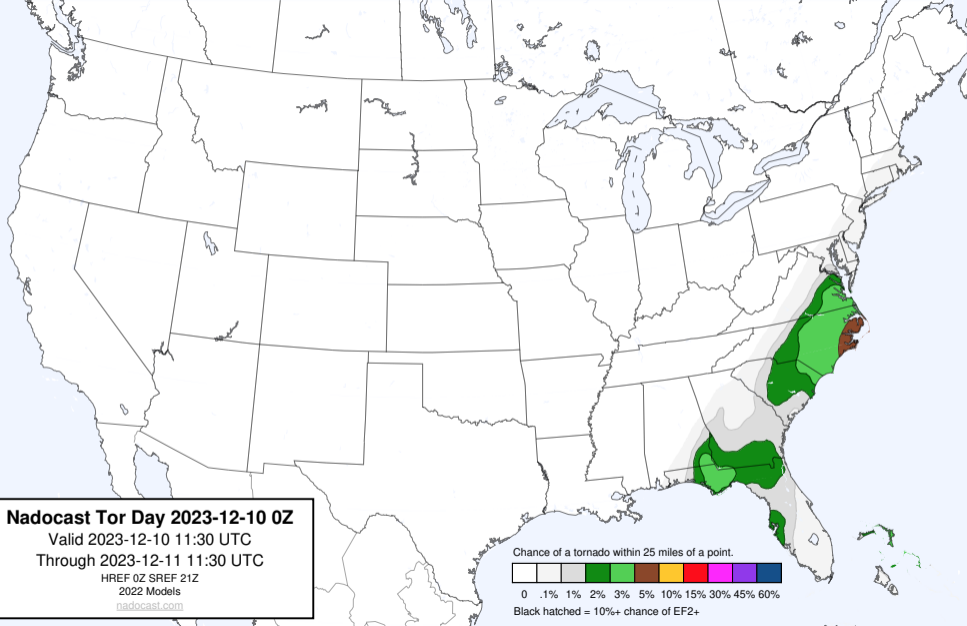 Nadocast Tor Day 2023-12-10 0Z
Valid 2023-12-10 11:30 UTC
Through 2023-12-11 11:30 UTC
HREF 0Z SREF 21Z
2022 Models
nadocast.com
Chance of a tornado within 25 miles of a point.
0 .1% 1% 2% 3% 5% 10% 15% 30% 45% 60%
Black hatched = 10%+ chance of EF2+